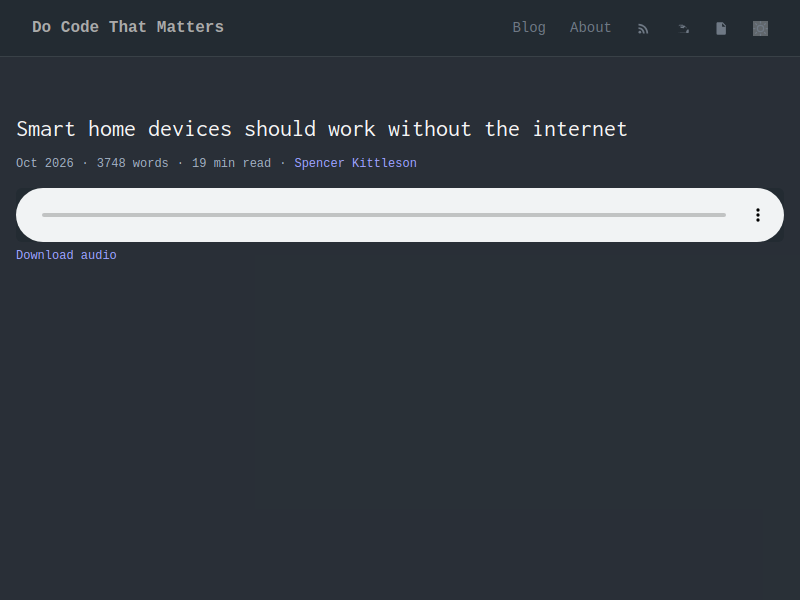 Do Code That Matters
Blog About
Smart home devices should work without the internet
Oct 2026 · 3748 words · 19 min read · Spencer Kittleson
Download audio